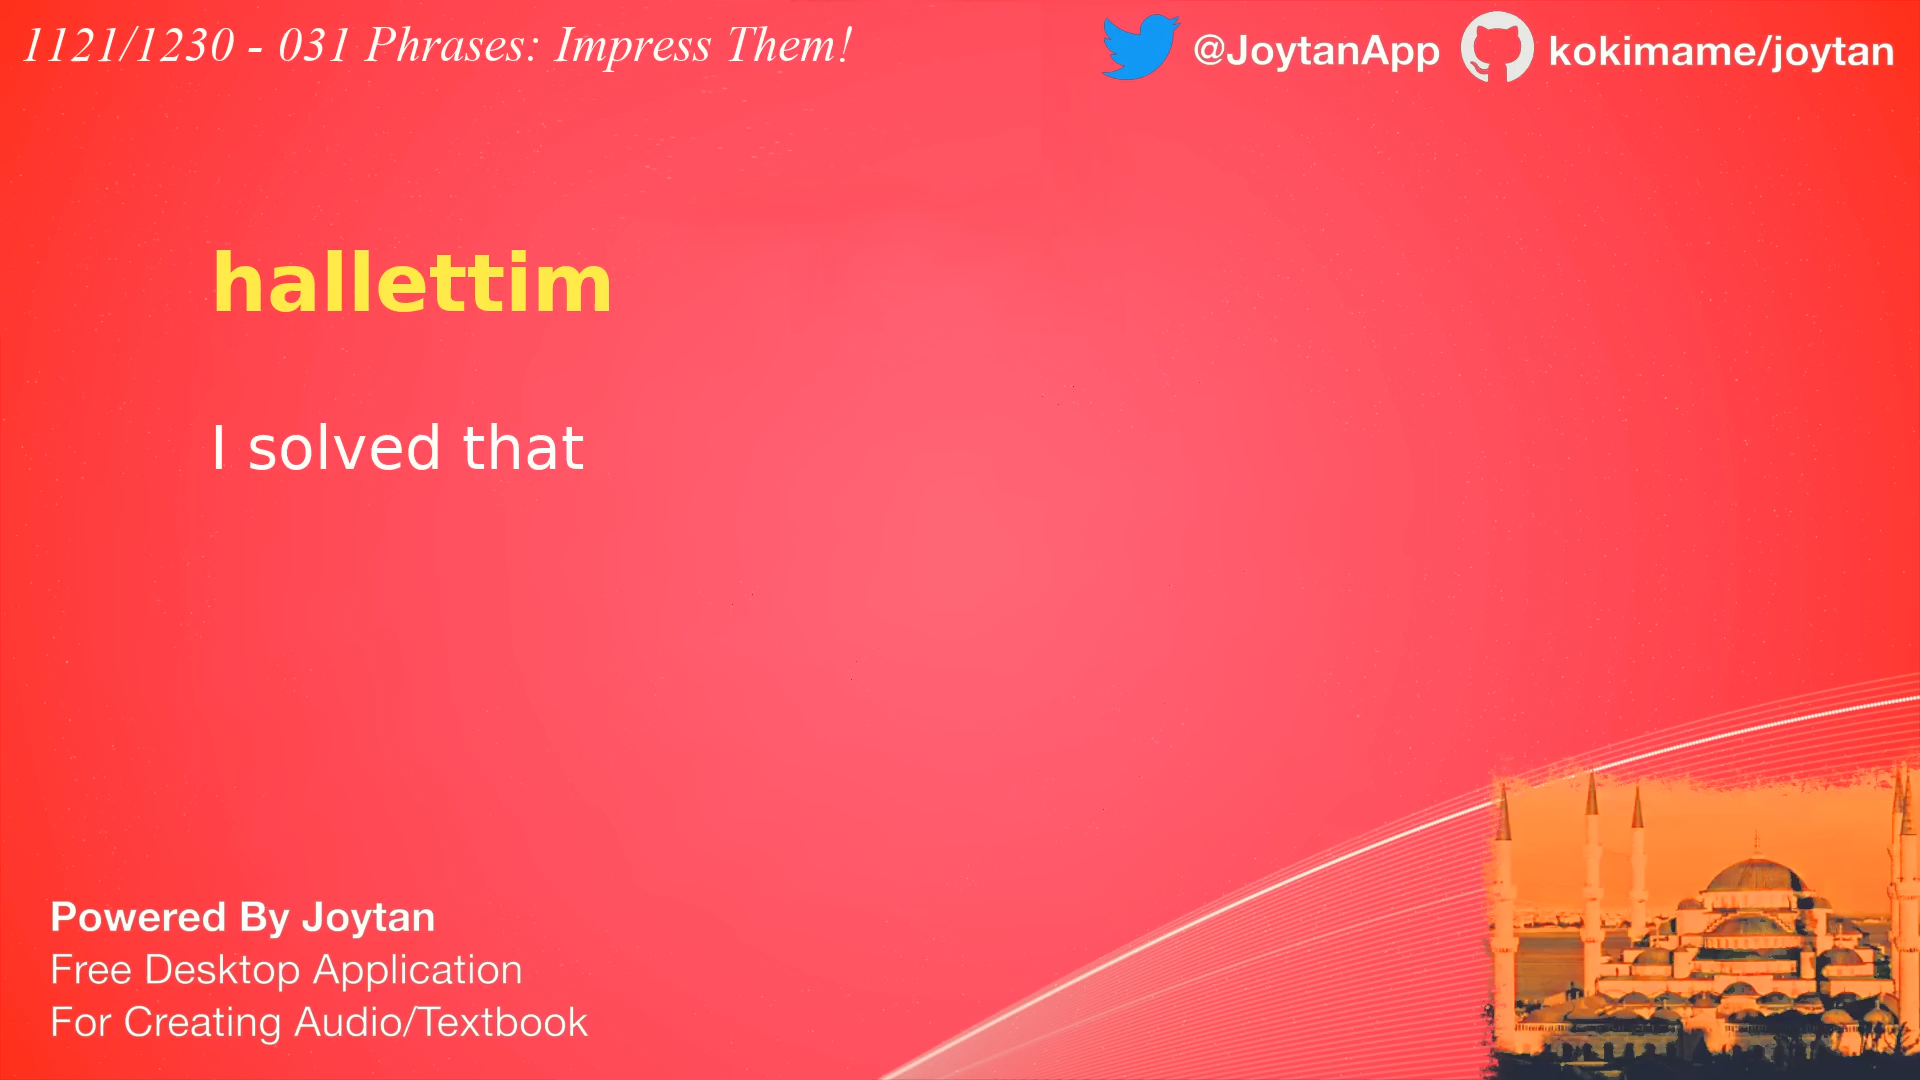 1121/1230 - 031 Phrases: Impress Them!
@JoytanApp
kokimame/joytan
hallettim
I solved that
Powered By Joytan
Free Desktop Application
For Creating Audio/Textbook